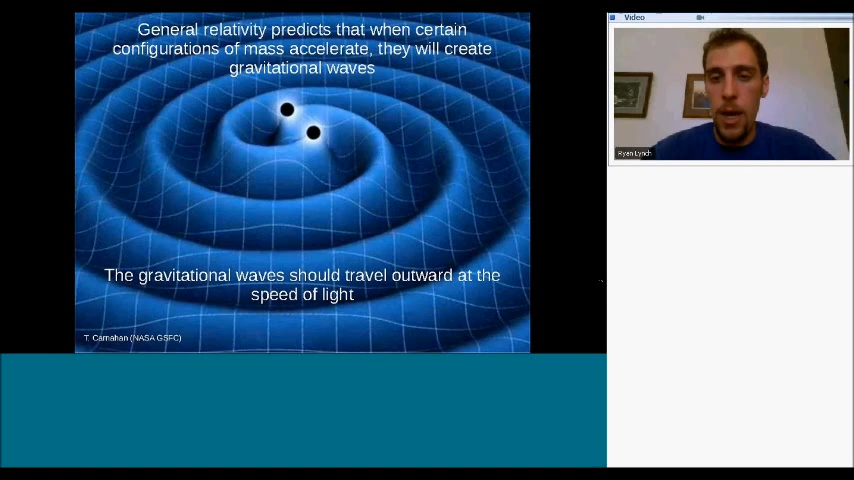 General relativity predicts that when certain
configurations of mass accelerate, they will create
gravitational waves
The gravitational waves should travel outward at the
speed of light
T. Carnahan (NASA GSFC)
Video
Ryan Lynch